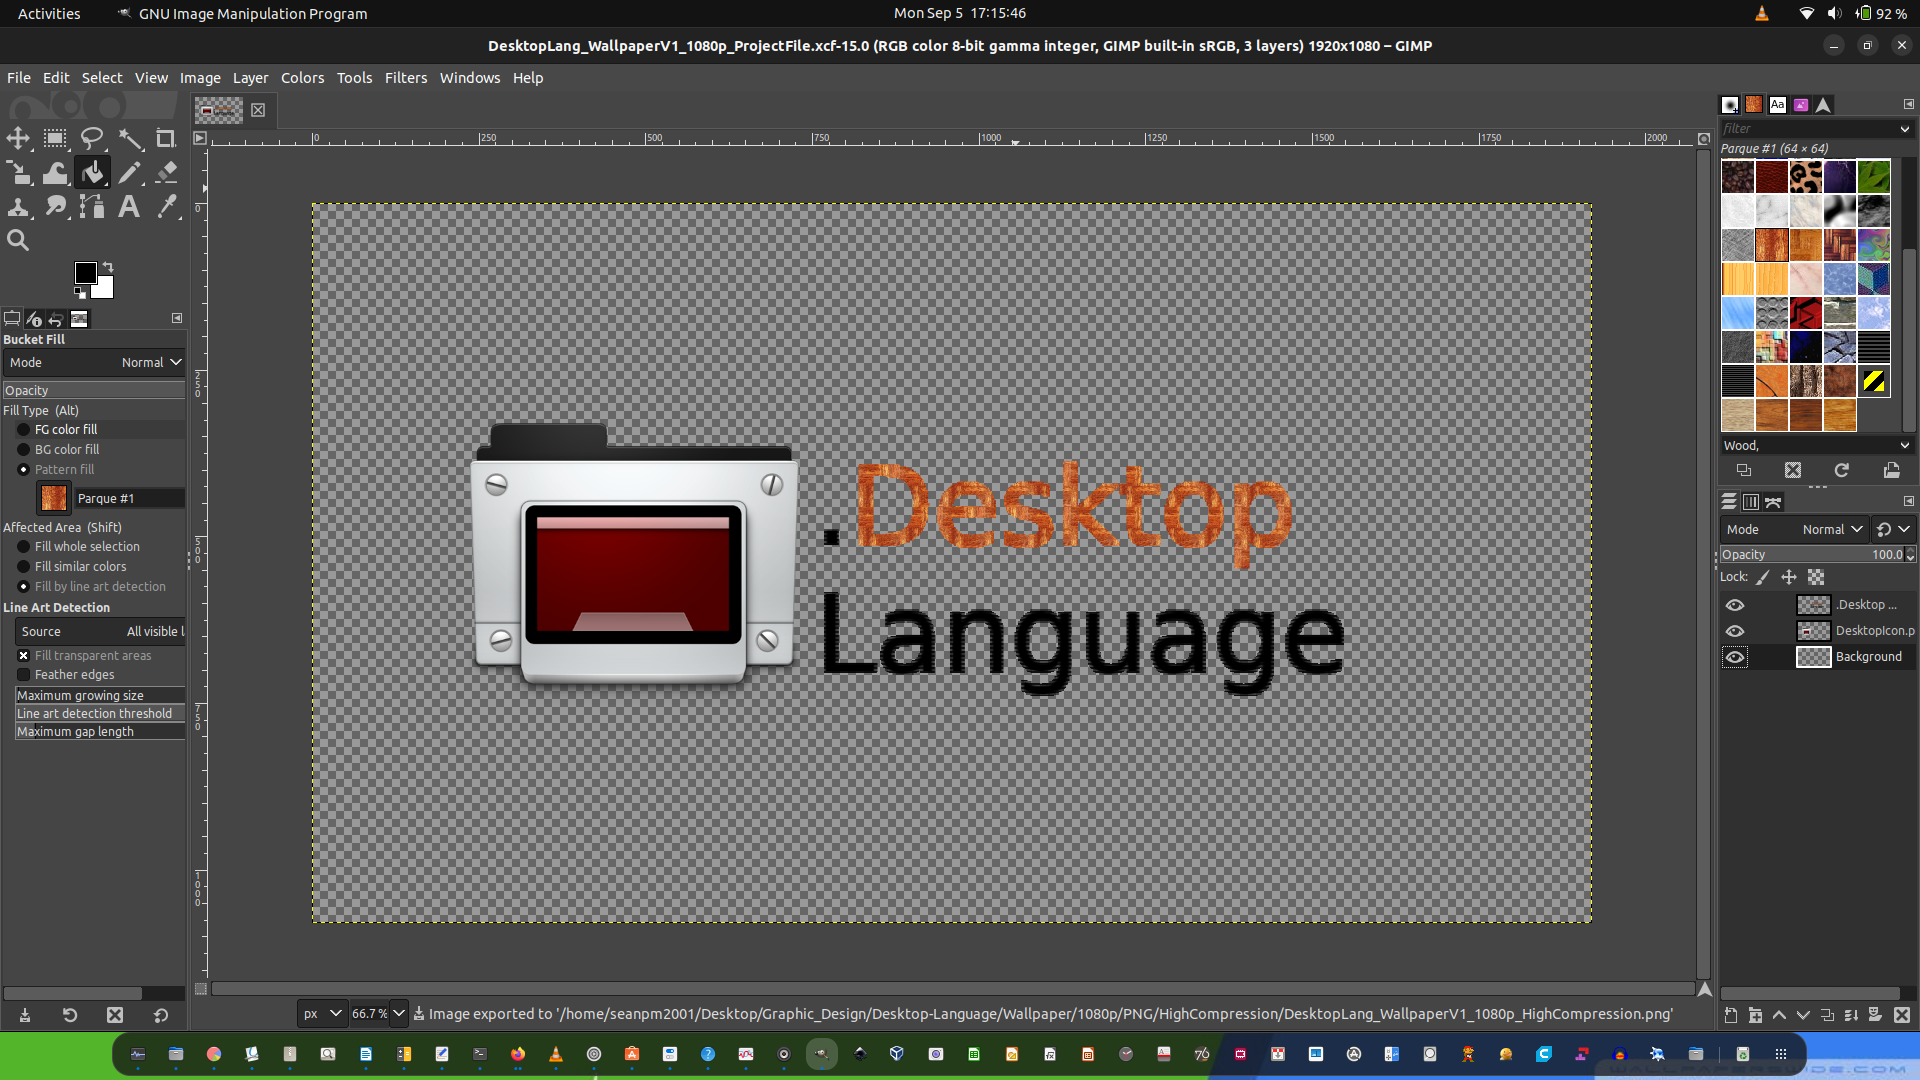 Activities
GNU Image Manipulation Program
Mon Sep 5 17:15:46
92 %
DesktopLang_WallpaperV1_1080p_ProjectFile.xcf-15.0 (RGB color 8-bit gamma integer, GIMP built-in sRGB, 3 layers) 1920x1080 – GIMP
File Edit Select View Image Layer Colors Tools Filters Windows Help
0 250 500 750 1000 1250 1500 1750 2000
0
250
500
750
1000
Bucket Fill
Mode Normal
Opacity
Fill Type (Alt)
FG color fill
BG color fill
Pattern fill
Parque #1
Affected Area (Shift)
Fill whole selection
Fill similar colors
Fill by line art detection
Line Art Detection
Source All visible l
Fill transparent areas
Feather edges
Maximum growing size
Line art detection threshold
Maximum gap length
.Desktop
Language
Aa
filter
Parque #1 (64 × 64)
Wood,
Mode Normal
Opacity 100.0
Lock:
.Desktop ...
DesktopIcon.p
Background
px 66.7 % Image exported to '/home/seanpm2001/Desktop/Graphic_Design/Desktop-Language/Wallpaper/1080p/PNG/HighCompression/DesktopLang_WallpaperV1_1080p_HighCompression.png'
76